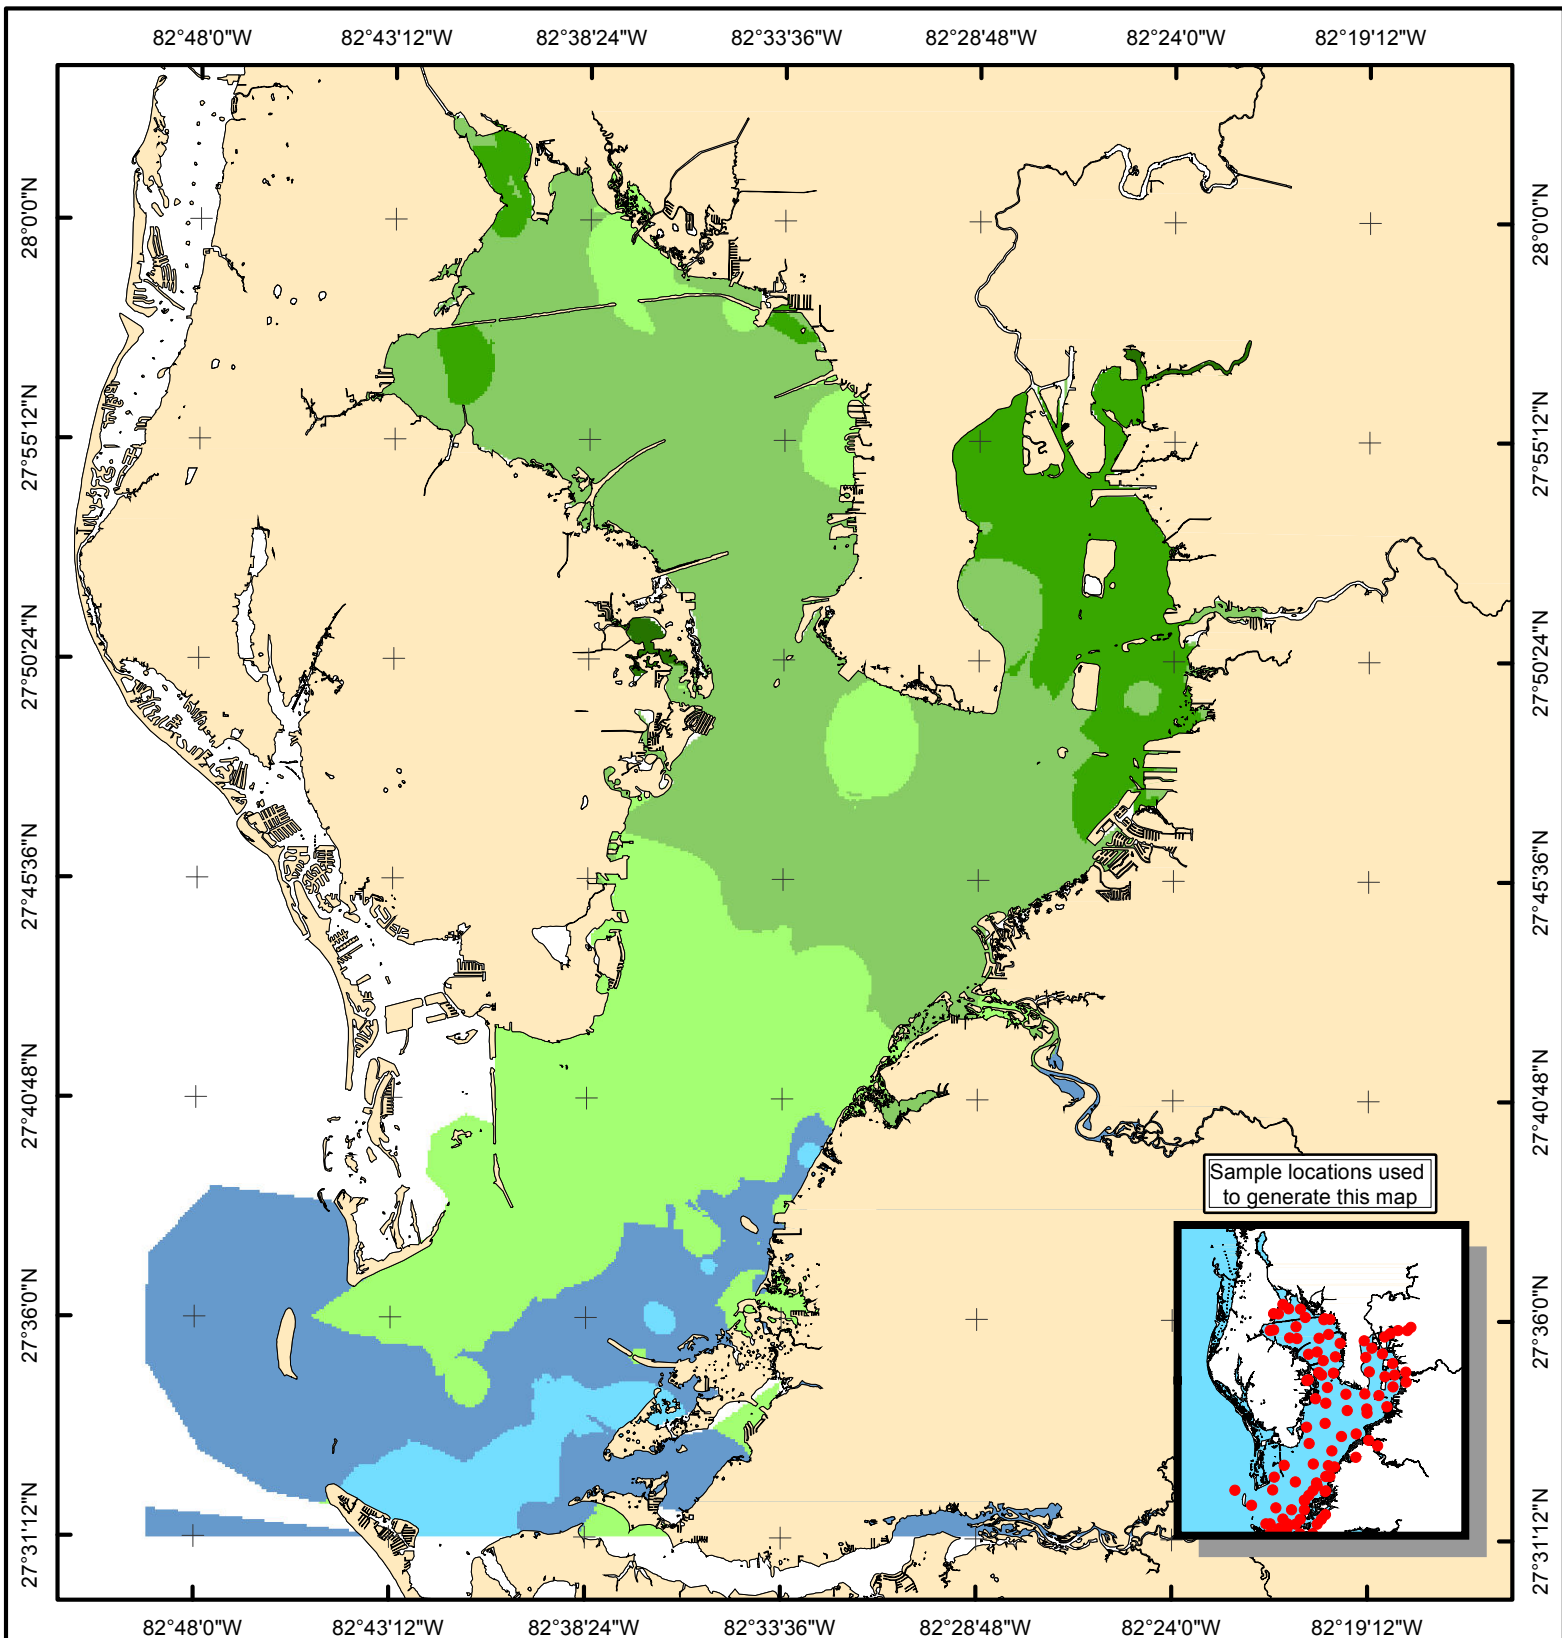 82°48'0"W 82°43'12"W 82°38'24"W 82°33'36"W 82°28'48"W 82°24'0"W 82°19'12"W
28°0'0"N 28°0'0"N
27°55'12"N 27°55'12"N
27°50'24"N 27°50'24"N
27°45'36"N 27°45'36"N
27°40'48"N 27°40'48"N
Sample locations used
to generate this map
27°36'0"N 27°36'0"N
27°31'12"N 27°31'12"N
82°48'0"W 82°43'12"W 82°38'24"W 82°33'36"W 82°28'48"W 82°24'0"W 82°19'12"W